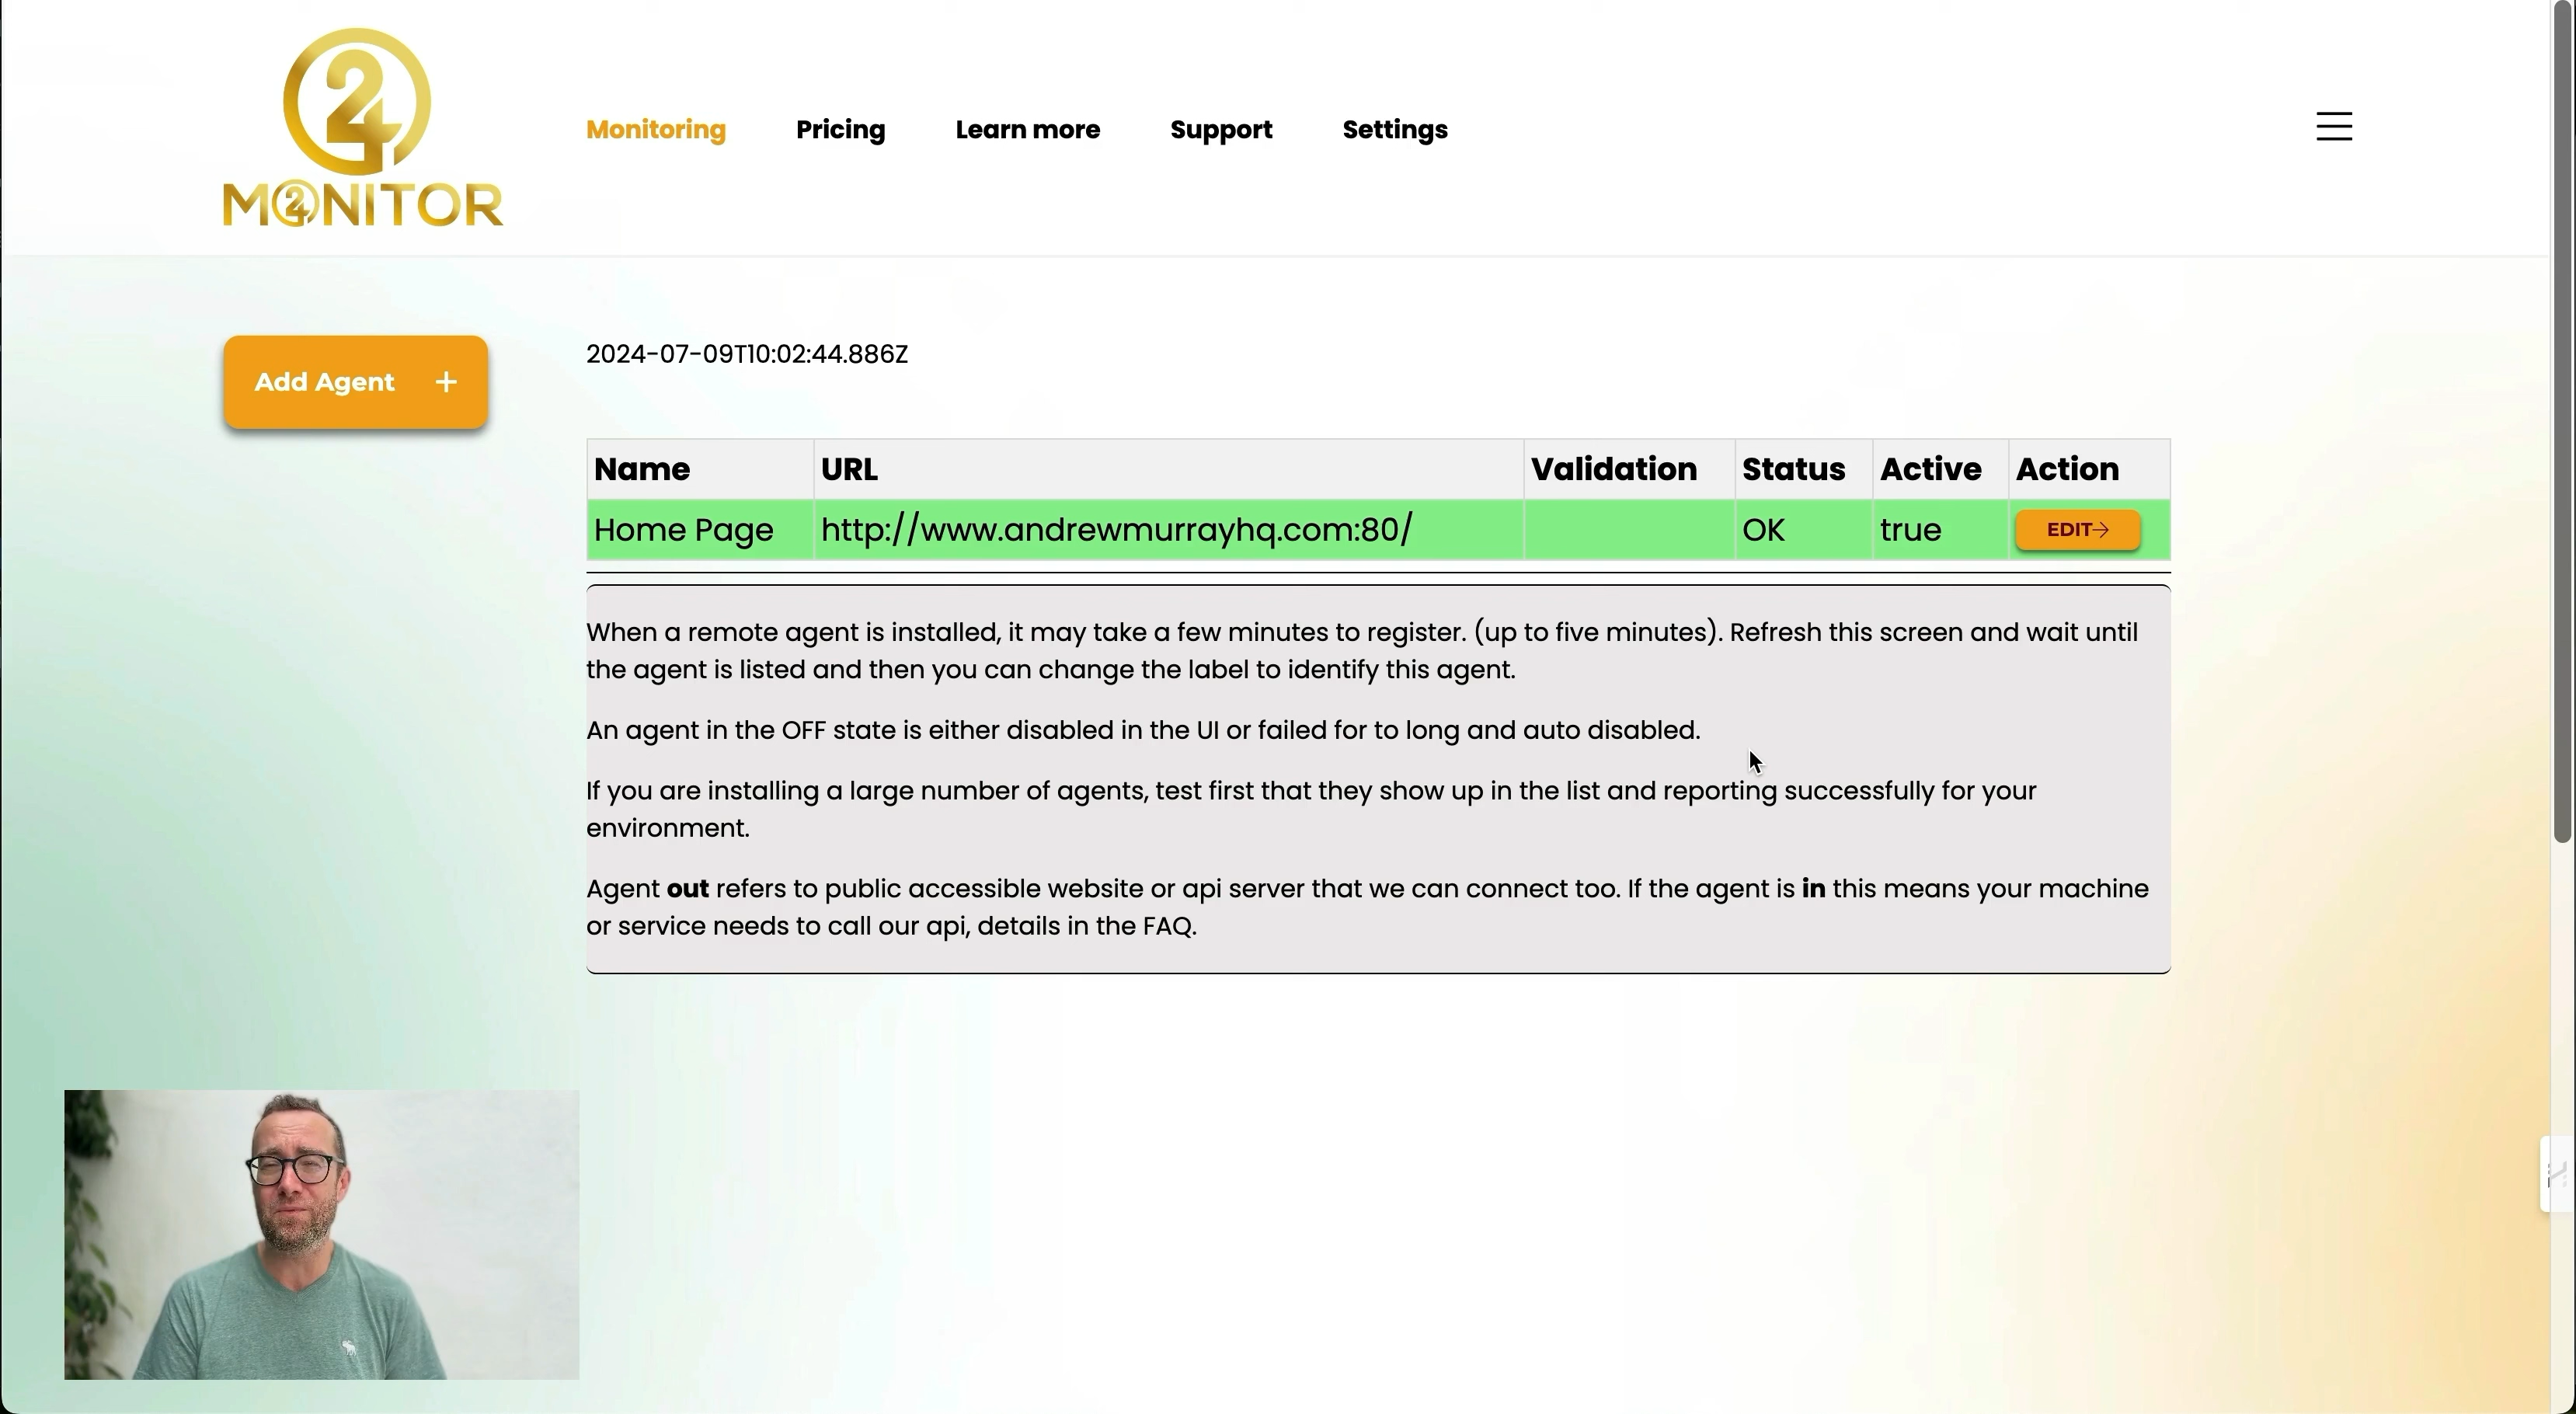 24
M24NITOR
Monitoring
Pricing
Learn more
Support
Settings
Add Agent +
2024-07-09T10:02:44.886Z
Name URL Validation Status Active Action
Home Page http://www.andrewmurrayhq.com:80/ OK true EDIT→
When a remote agent is installed, it may take a few minutes to register. (up to five minutes). Refresh this screen and wait until
the agent is listed and then you can change the label to identify this agent.
An agent in the OFF state is either disabled in the UI or failed for to long and auto disabled.
If you are installing a large number of agents, test first that they show up in the list and reporting successfully for your
environment.
Agent out refers to public accessible website or api server that we can connect too. If the agent is in this means your machine
or service needs to call our api, details in the FAQ.